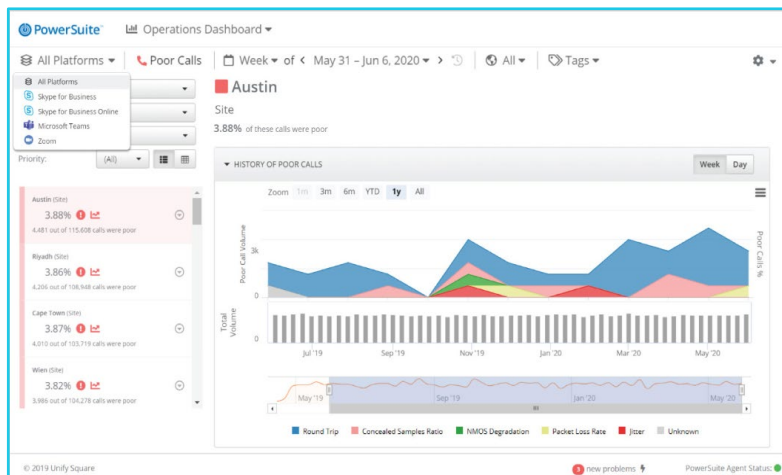 PowerSuite™ Operations Dashboard
All Platforms Poor Calls Week of < May 31 – Jun 6, 2020 > All Tags
All Platforms
Skype for Business
Skype for Business Online
Microsoft Teams
Zoom
Priority: (All)
Austin (Site)
3.88%
4,481 out of 115,608 calls were poor
Riyadh (Site)
3.86%
4,206 out of 108,948 calls were poor
Cape Town (Site)
3.87%
4,010 out of 103,719 calls were poor
Wien (Site)
3.82%
3,986 out of 104,278 calls were poor
Austin
Site
3.88% of these calls were poor
HISTORY OF POOR CALLS Week Day
Zoom 1m 3m 6m YTD 1y All
Poor Call Volume
3k
0
Poor Calls %
Total
Volume
0
Jul '19 Sep '19 Nov '19 Jan '20 Mar '20 May '20
May '19 Sep '19 Jan '20 May '20
Round Trip Concealed Samples Ratio NMOS Degradation Packet Loss Rate Jitter Unknown
© 2019 Unify Square 3 new problems PowerSuite Agent Status: